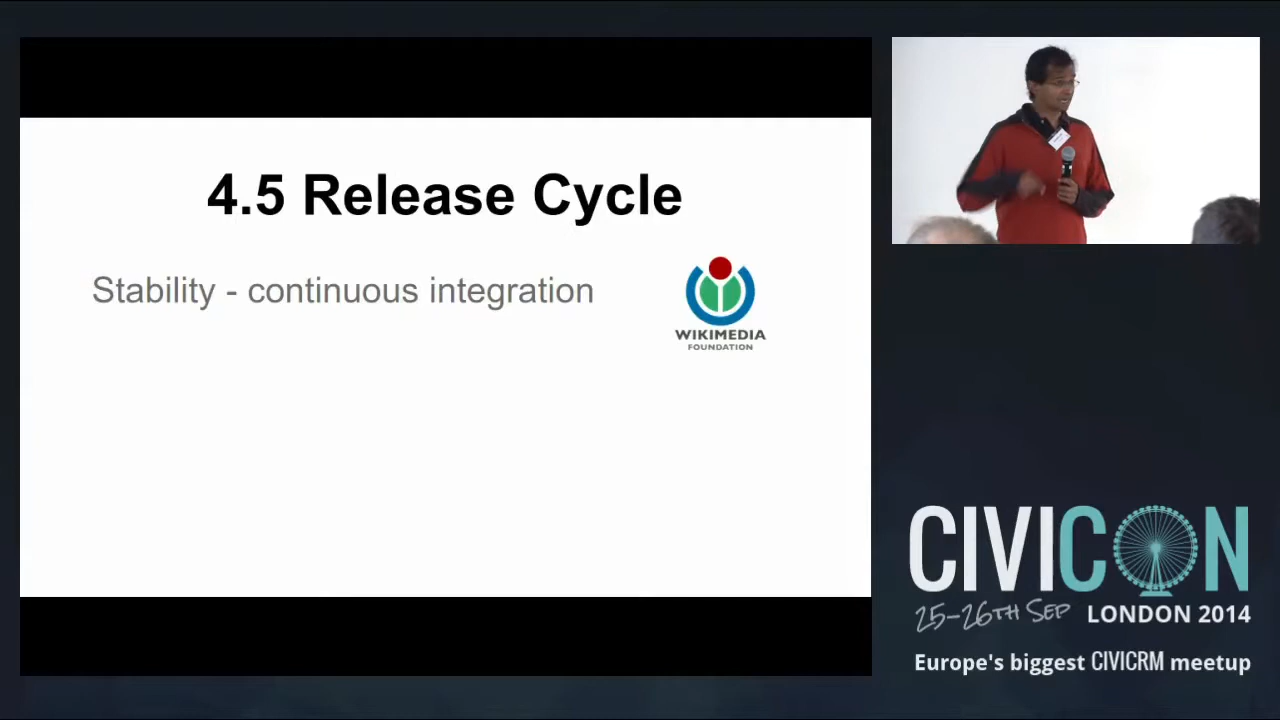 4.5 Release Cycle
Stability - continuous integration
WIKIMEDIA
FOUNDATION
CIVICON
25-26TH SEP LONDON 2014
Europe's biggest CIVICRM meetup